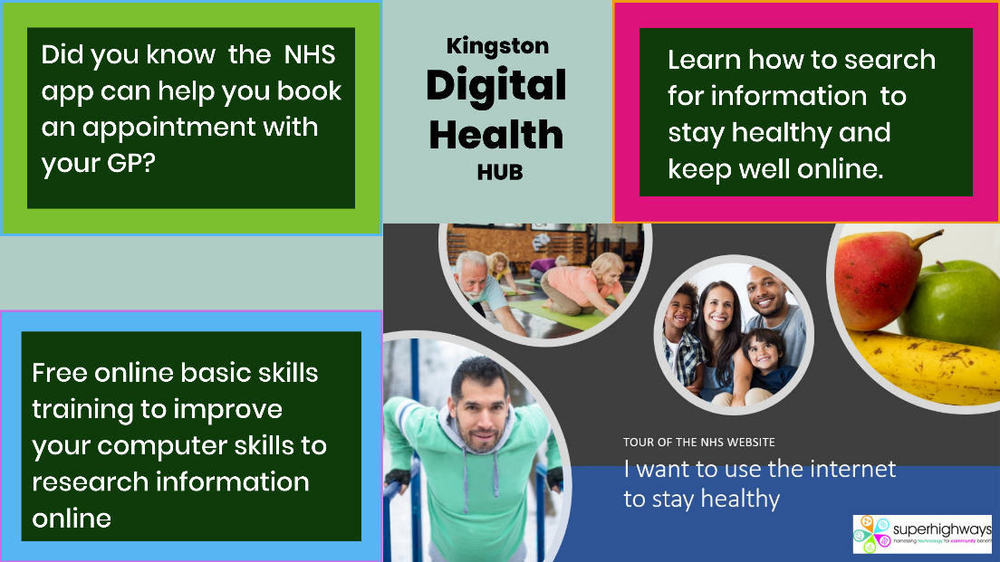 Did you know the NHS
app can help you book
an appointment with
your GP?
Kingston
Digital
Health
HUB
Learn how to search
for information to
stay healthy and
keep well online.
Free online basic skills
training to improve
your computer skills to
research information
online
TOUR OF THE NHS WEBSITE
I want to use the internet
to stay healthy
superhighways
harnessing technology for community benefit